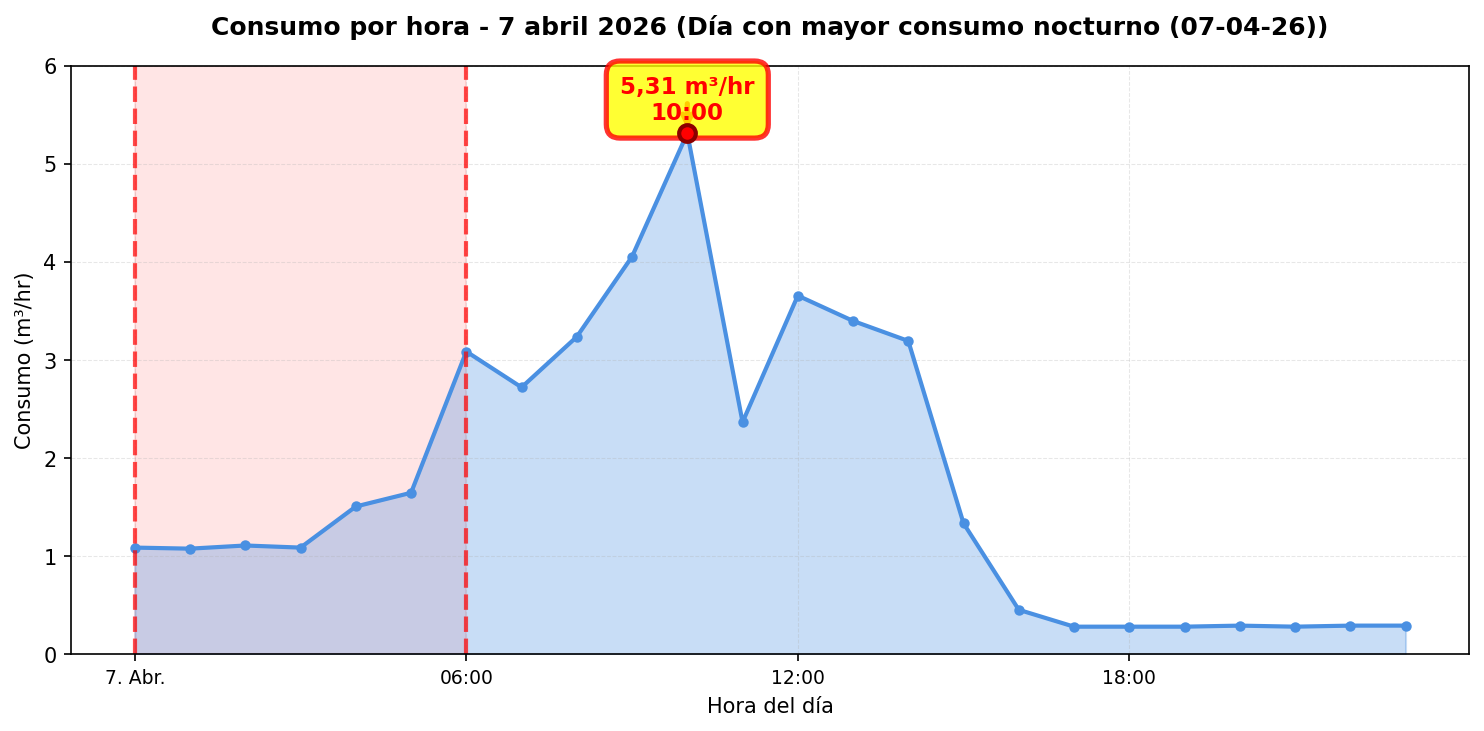 Consumo por hora - 7 abril 2026 (Día con mayor consumo nocturno (07-04-26))
5,31 m³/hr
10:00
Consumo (m³/hr)
6
5
4
3
2
1
0
7. Abr.
06:00
12:00
18:00
Hora del día